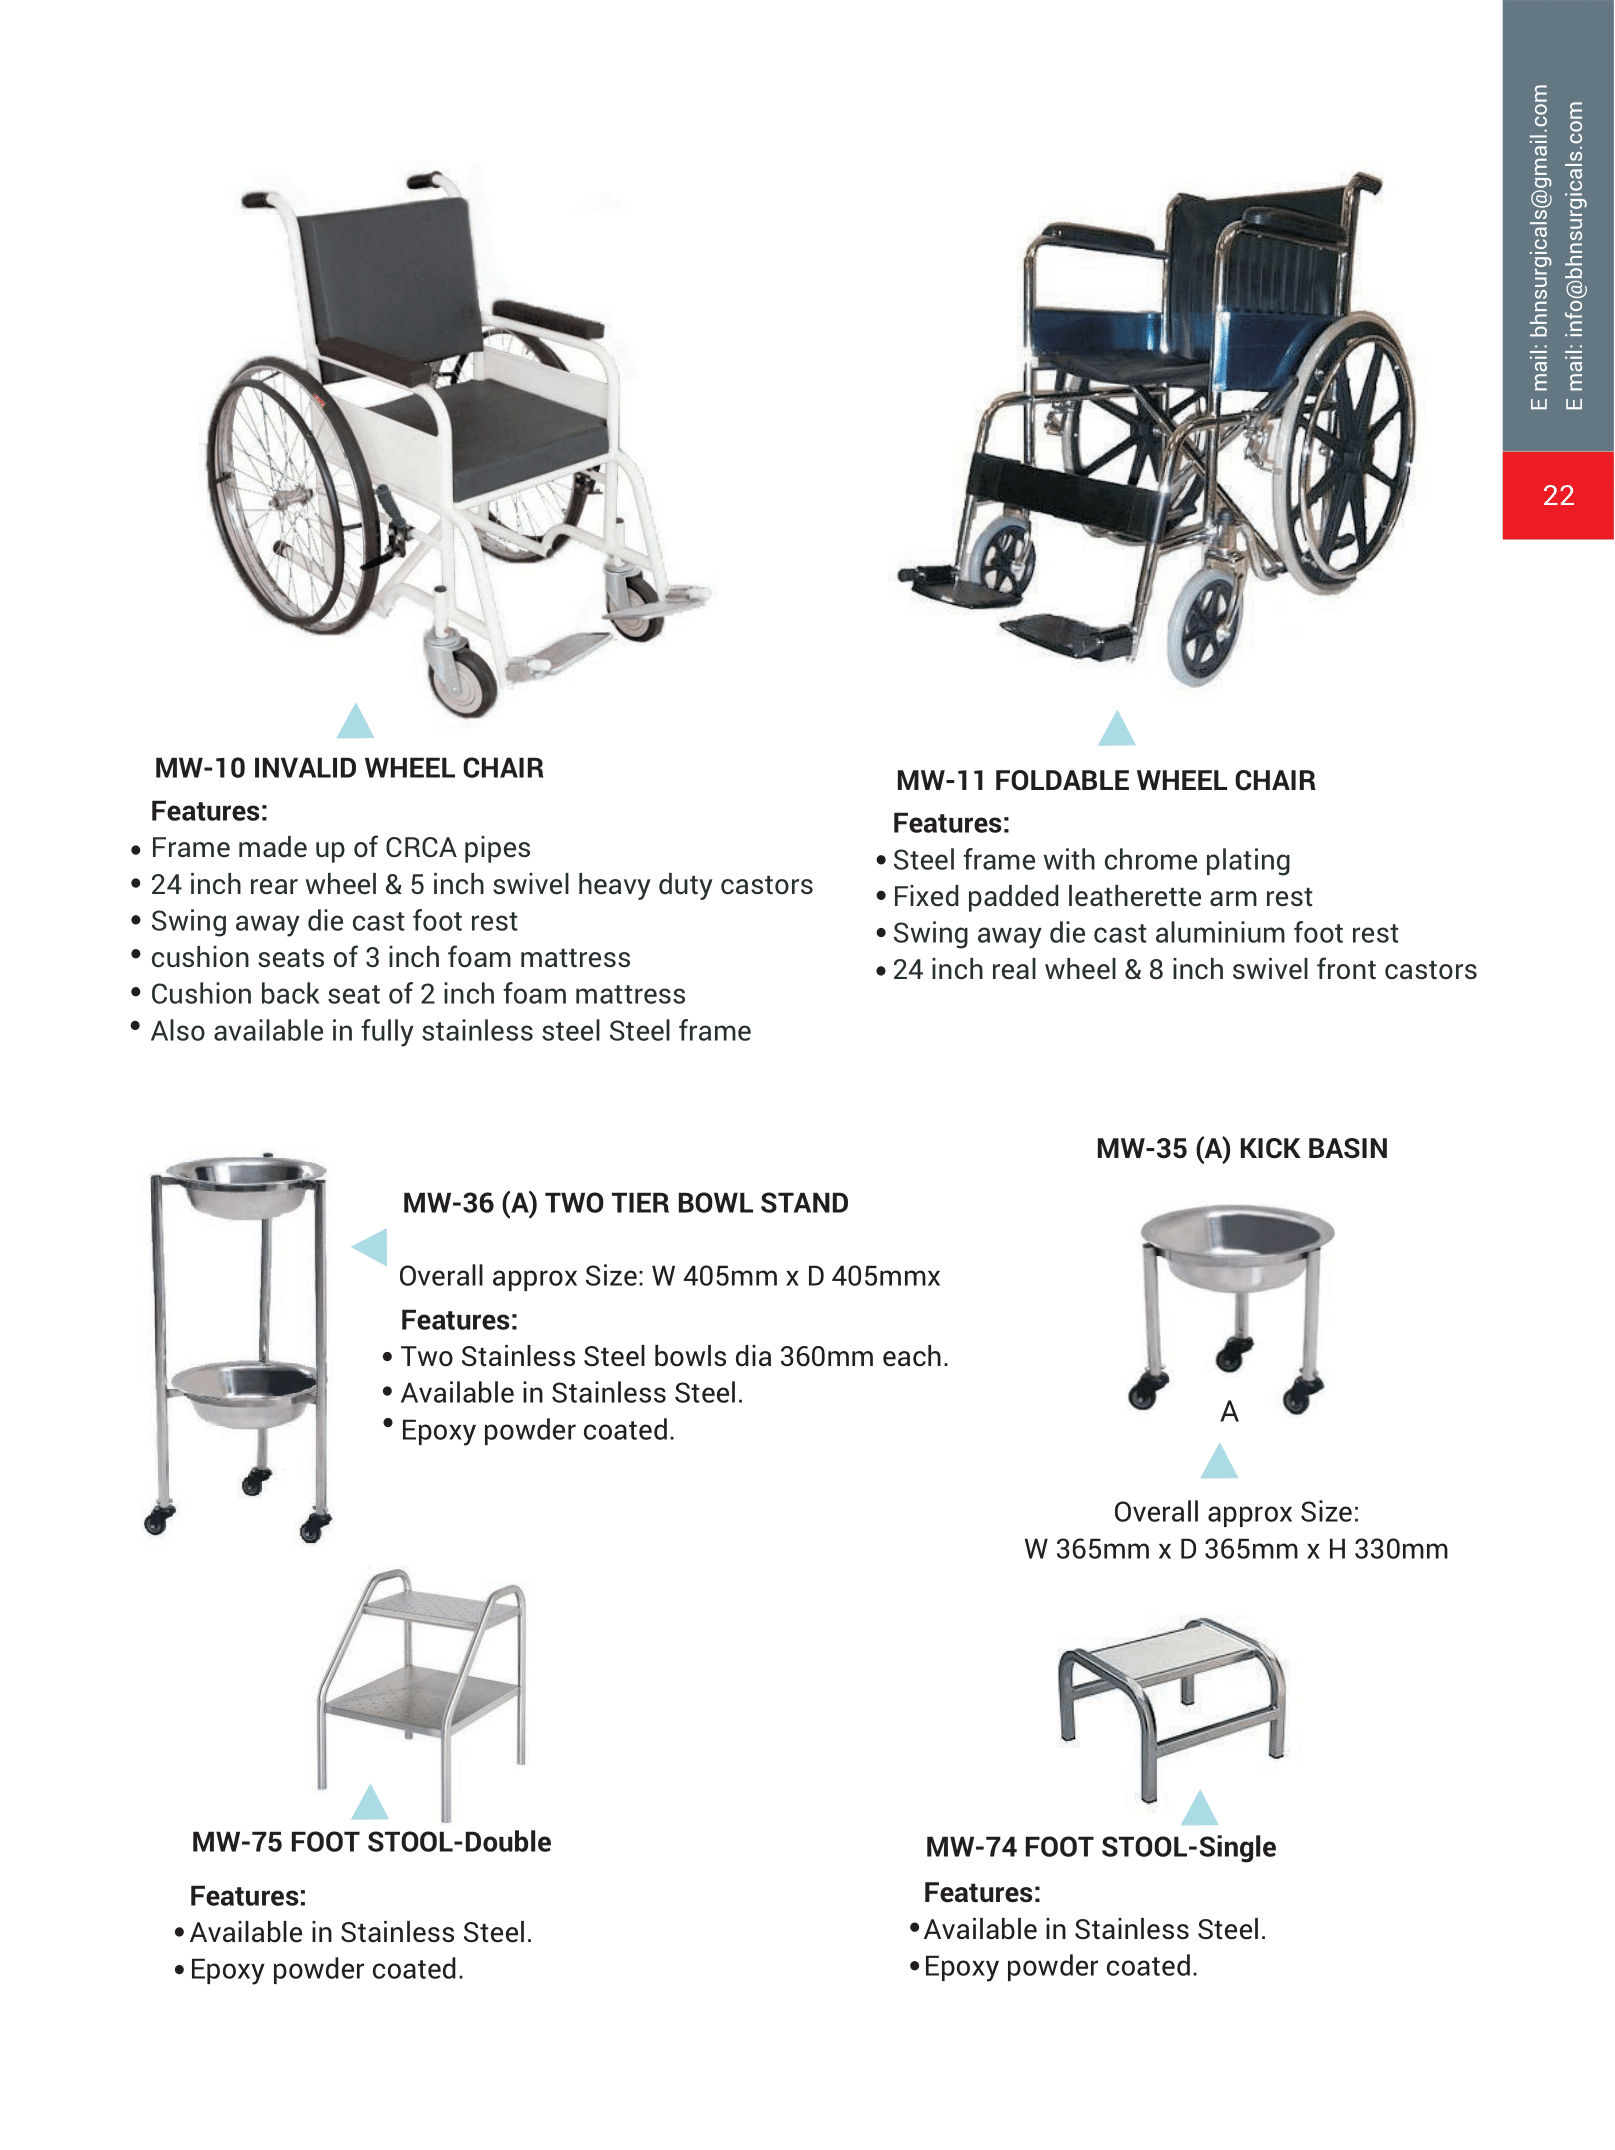 E mail: bhnsurgicals@gmail.com
E mail: info@bhnsurgicals.com
22
MW-10 INVALID WHEEL CHAIR
Features:
• Frame made up of CRCA pipes
• 24 inch rear wheel & 5 inch swivel heavy duty castors
• Swing away die cast foot rest
• cushion seats of 3 inch foam mattress
• Cushion back seat of 2 inch foam mattress
• Also available in fully stainless steel Steel frame
MW-11 FOLDABLE WHEEL CHAIR
Features:
• Steel frame with chrome plating
• Fixed padded leatherette arm rest
• Swing away die cast aluminium foot rest
• 24 inch real wheel & 8 inch swivel front castors
MW-36 (A) TWO TIER BOWL STAND
Overall approx Size: W 405mm x D 405mmx
Features:
• Two Stainless Steel bowls dia 360mm each.
• Available in Stainless Steel.
• Epoxy powder coated.
MW-35 (A) KICK BASIN
A
Overall approx Size:
W 365mm x D 365mm x H 330mm
MW-75 FOOT STOOL-Double
Features:
• Available in Stainless Steel.
• Epoxy powder coated.
MW-74 FOOT STOOL-Single
Features:
• Available in Stainless Steel.
• Epoxy powder coated.